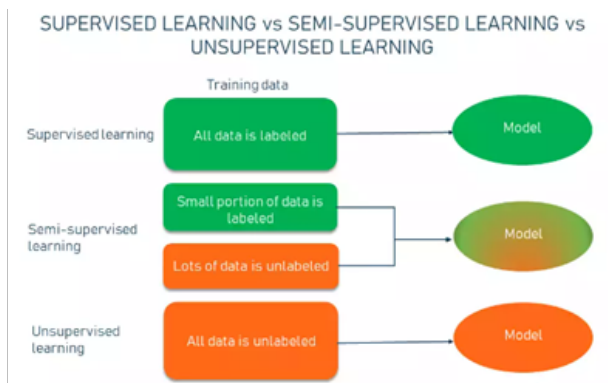 SUPERVISED LEARNING vs SEMI-SUPERVISED LEARNING vs
UNSUPERVISED LEARNING
Training data
Supervised learning
All data is labeled
Model
Semi-supervised
learning
Small portion of data is
labeled
Lots of data is unlabeled
Model
Unsupervised
learning
All data is unlabeled
Model